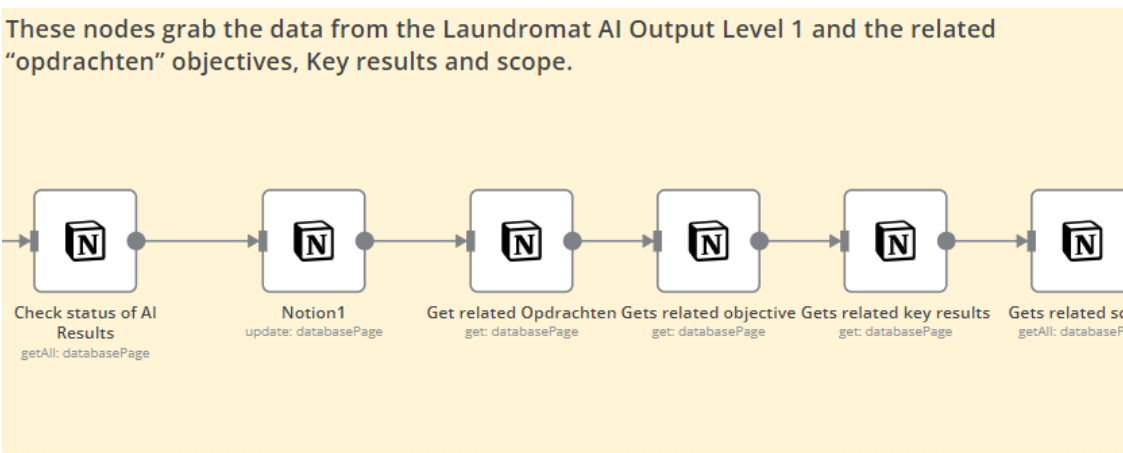 These nodes grab the data from the Laundromat AI Output Level 1 and the related
“opdrachten” objectives, Key results and scope.
N N N N N N
Check status of AI
Results
getAll: databasePage
Notion1
update: databasePage
Get related Opdrachten
get: databasePage
Gets related objective
get: databasePage
Gets related key results
get: databasePage
Gets related
getAll: